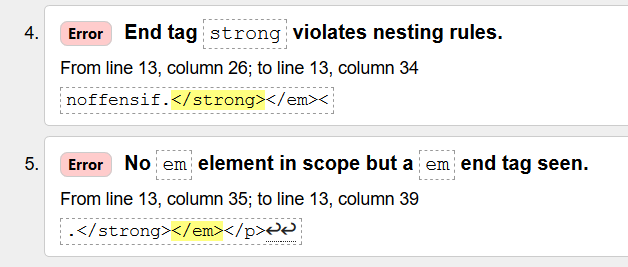 4. Error End tag strong violates nesting rules.
From line 13, column 26; to line 13, column 34
noffensif.</strong></em><
5. Error No em element in scope but a em end tag seen.
From line 13, column 35; to line 13, column 39
.</strong></em></p>↩↩